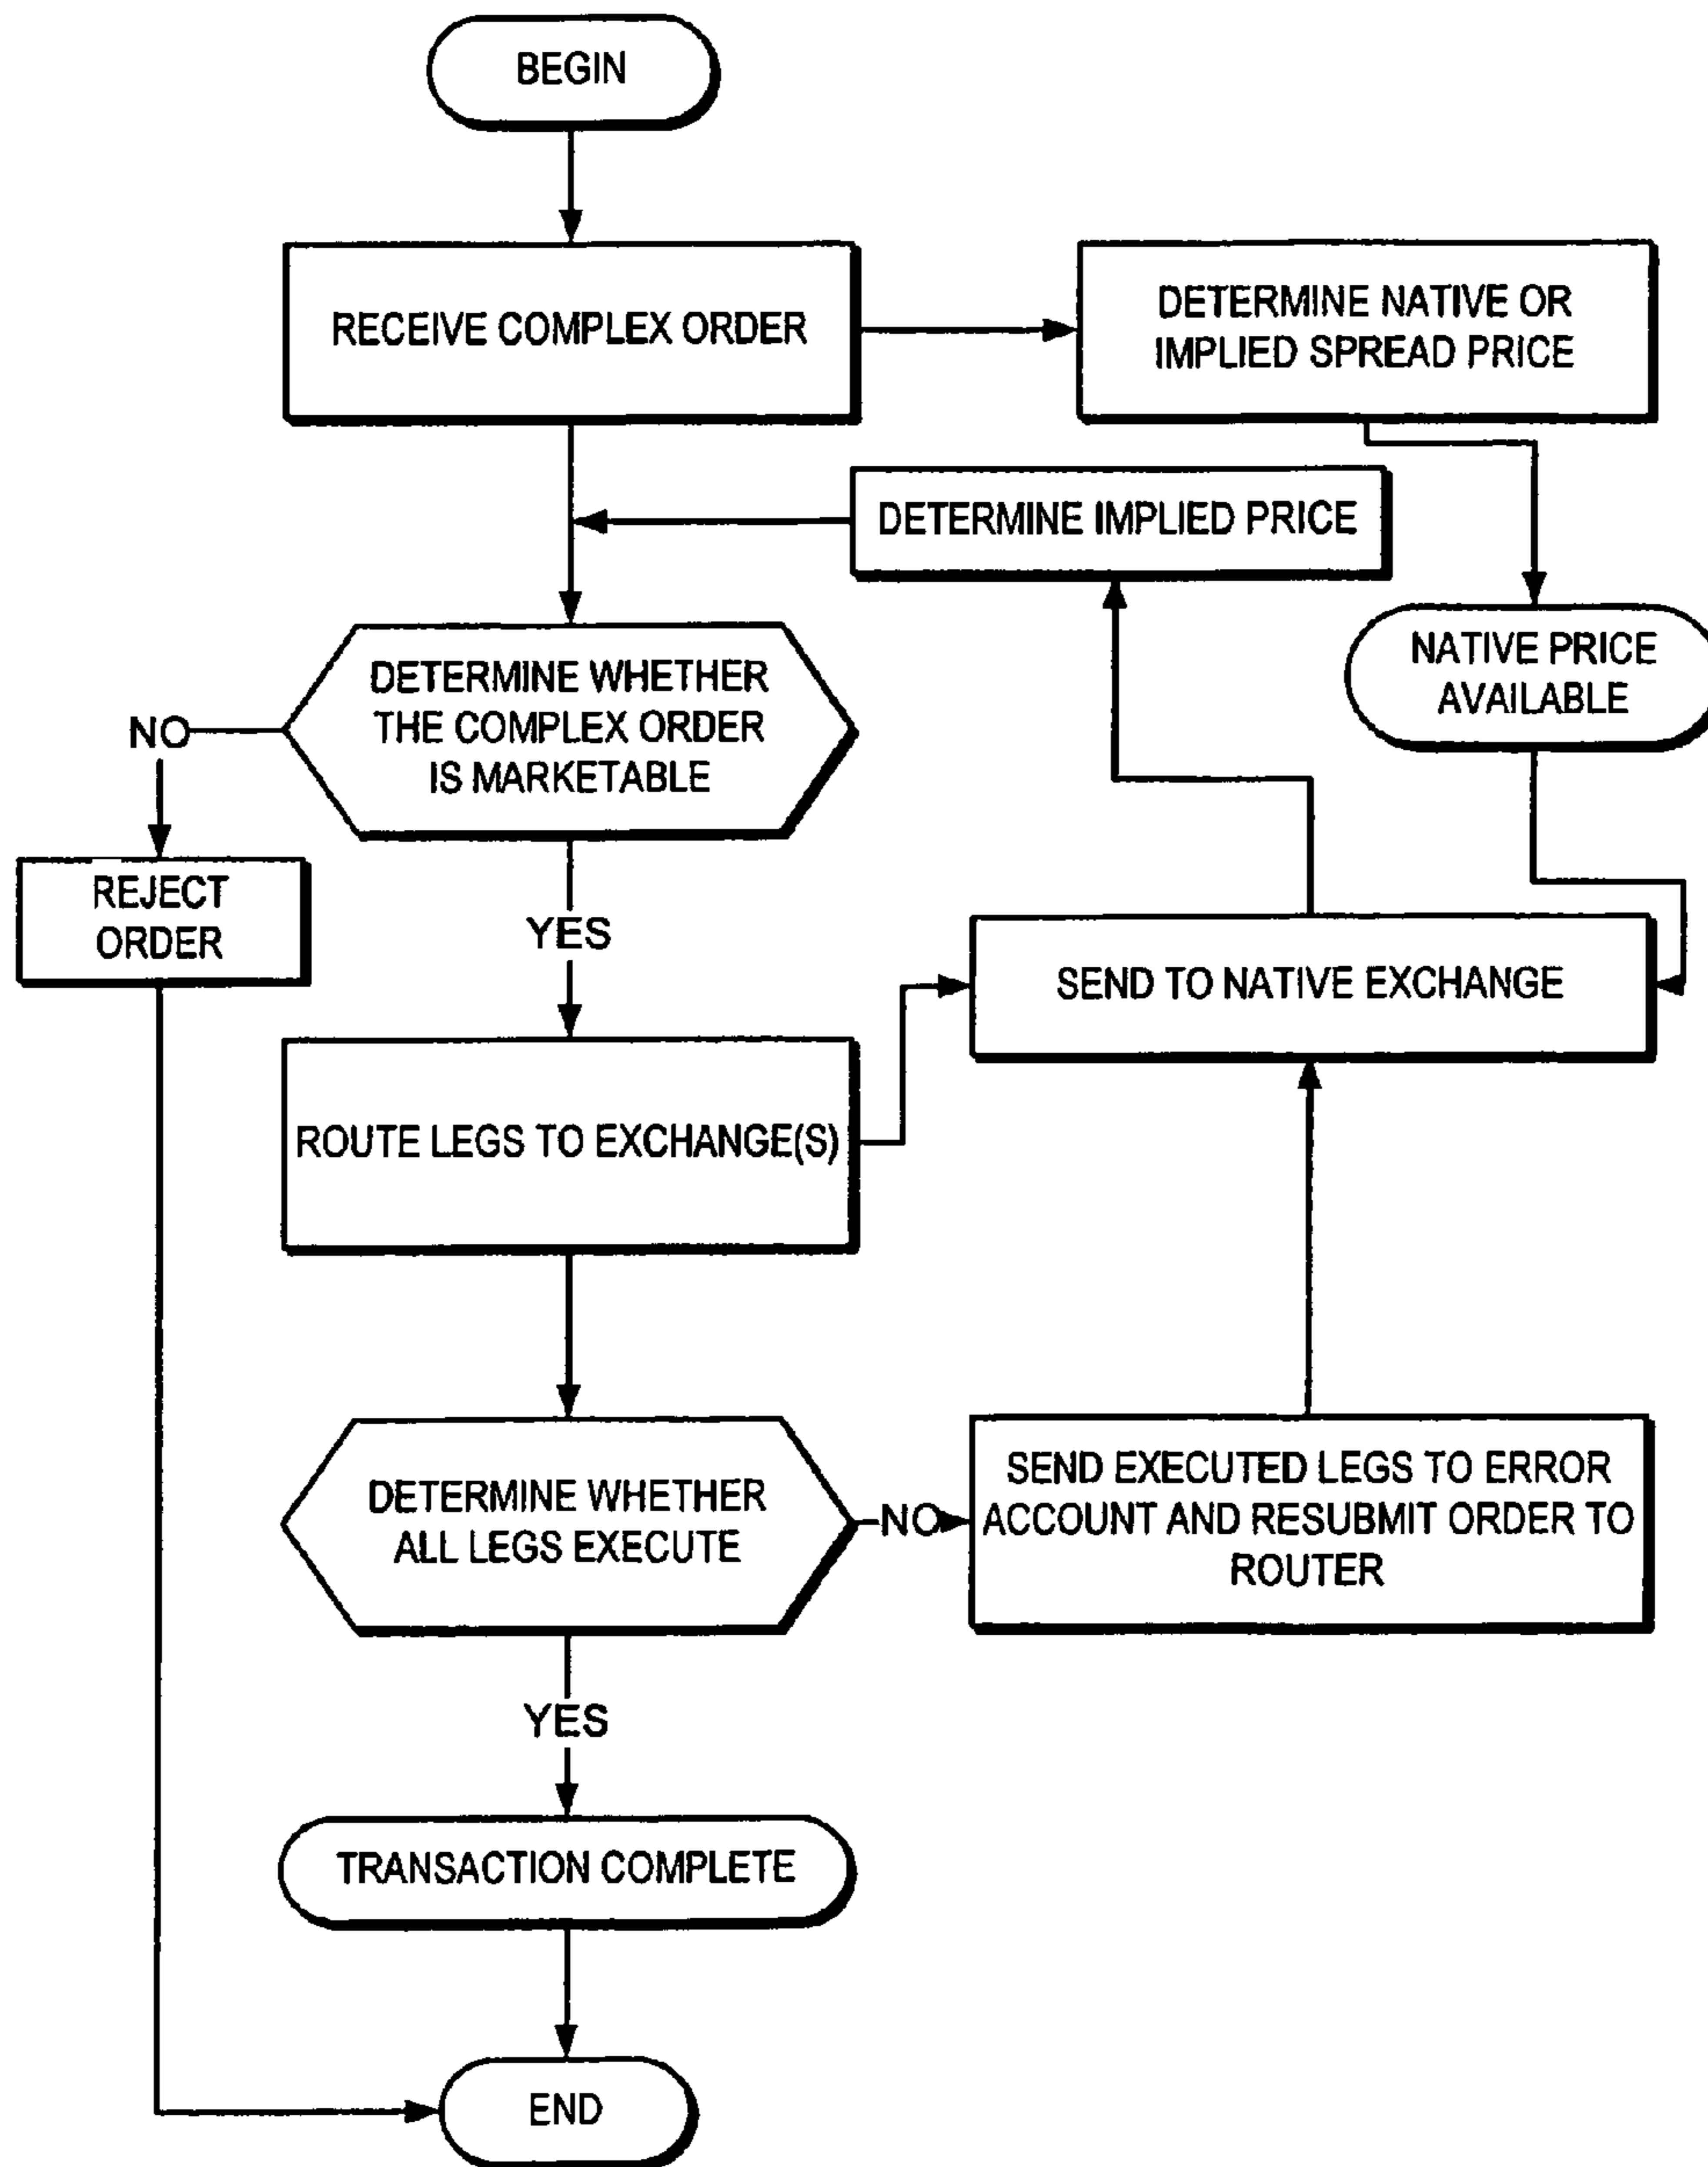 BEGIN
RECEIVE COMPLEX ORDER
DETERMINE NATIVE OR
IMPLIED SPREAD PRICE
DETERMINE IMPLIED PRICE
NATIVE PRICE
AVAILABLE
DETERMINE WHETHER
THE COMPLEX ORDER
IS MARKETABLE
NO
REJECT
ORDER
YES
SEND TO NATIVE EXCHANGE
ROUTE LEGS TO EXCHANGE(S)
DETERMINE WHETHER
ALL LEGS EXECUTE
NO
SEND EXECUTED LEGS TO ERROR
ACCOUNT AND RESUBMIT ORDER TO
ROUTER
YES
TRANSACTION COMPLETE
END